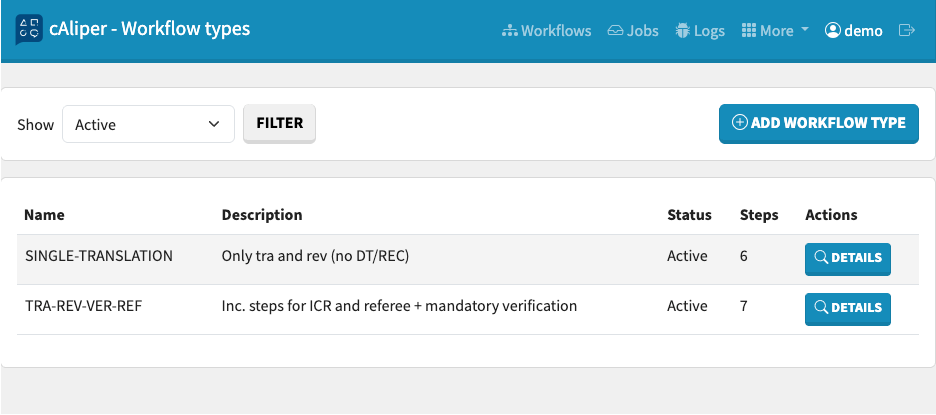 cAliper - Workflow types
Workflows Jobs Logs More demo
Show Active FILTER ADD WORKFLOW TYPE
Name Description Status Steps Actions
SINGLE-TRANSLATION Only tra and rev (no DT/REC) Active 6 DETAILS
TRA-REV-VER-REF Inc. steps for ICR and referee + mandatory verification Active 7 DETAILS